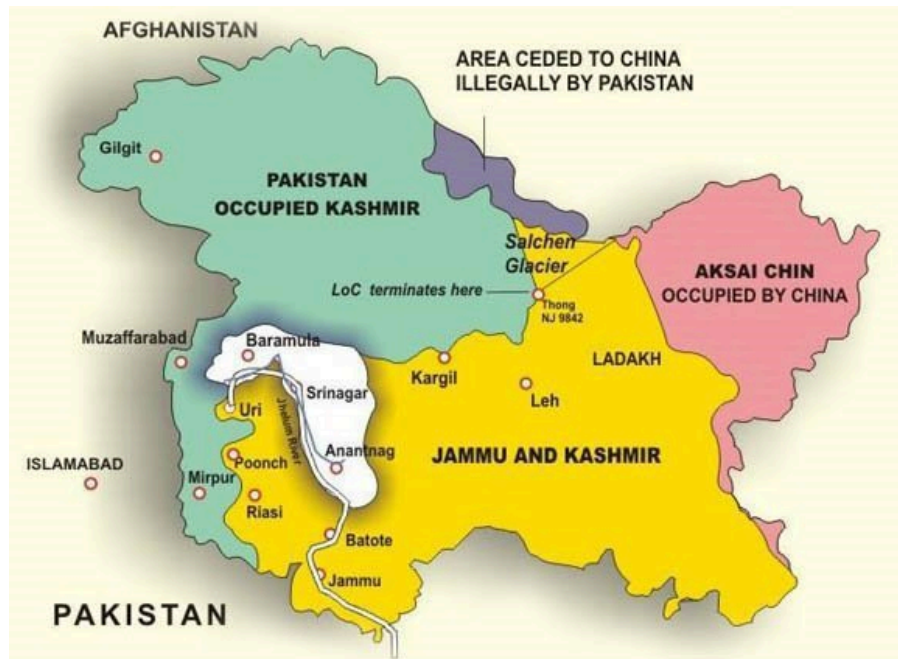 AFGHANISTAN
AREA CEDED TO CHINA
ILLEGALLY BY PAKISTAN
Gilgit
PAKISTAN
OCCUPIED KASHMIR
Salchen
Glacier
AKSAI CHIN
OCCUPIED BY CHINA
LoC terminates here
Thong
NJ 9842
Muzaffarabad
Baramula
LADAKH
Kargil
Srinagar
Leh
Uri
Jhelum River
Anantnag
JAMMU AND KASHMIR
Poonch
ISLAMABAD
Mirpur
Riasi
Batote
Jammu
PAKISTAN